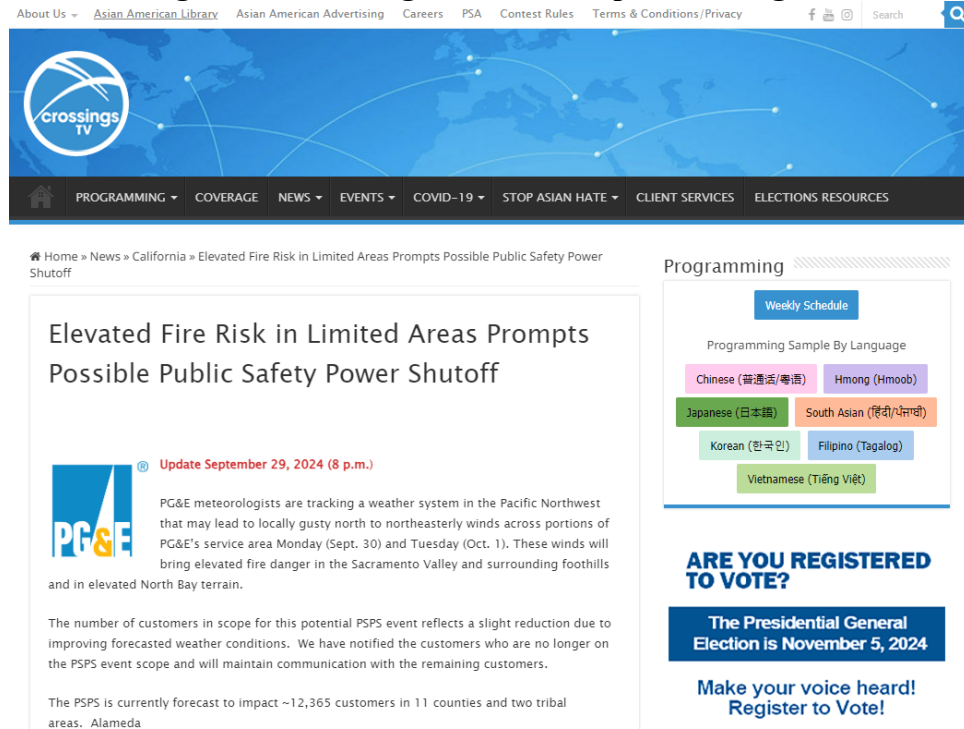 About Us
Asian American Library
Asian American Advertising
Careers
PSA
Contest Rules
Terms & Conditions/Privacy
Search
crossings
TV
PROGRAMMING
COVERAGE
NEWS
EVENTS
COVID-19
STOP ASIAN HATE
CLIENT SERVICES
ELECTIONS RESOURCES
Home » News » California » Elevated Fire Risk in Limited Areas Prompts Possible Public Safety Power
Shutoff
Elevated Fire Risk in Limited Areas Prompts
Possible Public Safety Power Shutoff
PG&E ®
Update September 29, 2024 (8 p.m.)
PG&E meteorologists are tracking a weather system in the Pacific Northwest
that may lead to locally gusty north to northeasterly winds across portions of
PG&E's service area Monday (Sept. 30) and Tuesday (Oct. 1). These winds will
bring elevated fire danger in the Sacramento Valley and surrounding foothills
and in elevated North Bay terrain.
The number of customers in scope for this potential PSPS event reflects a slight reduction due to
improving forecasted weather conditions. We have notified the customers who are no longer on
the PSPS event scope and will maintain communication with the remaining customers.
The PSPS is currently forecast to impact ~12,365 customers in 11 counties and two tribal
areas. Alameda
Programming
Weekly Schedule
Programming Sample By Language
Chinese (普通话/粵语)
Hmong (Hmoob)
Japanese (日本語)
South Asian (हिंदी/ਪੰਜਾਬੀ)
Korean (한국인)
Filipino (Tagalog)
Vietnamese (Tiếng Việt)
ARE YOU REGISTERED
TO VOTE?
The Presidential General
Election is November 5, 2024
Make your voice heard!
Register to Vote!